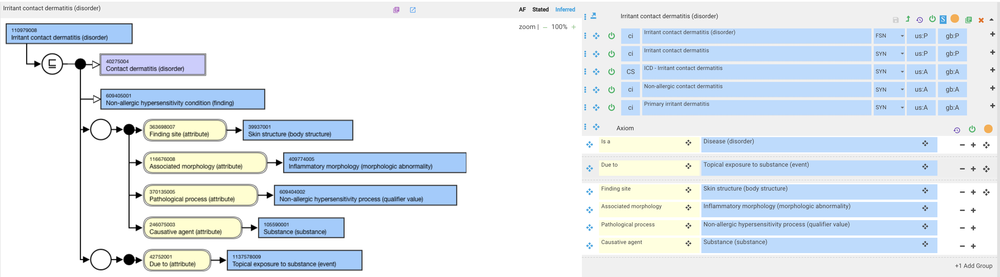 Irritant contact dermatitis (disorder)
AF Stated Inferred
zoom | – 100% +
110979008
Irritant contact dermatitis (disorder)
⊑
40275004
Contact dermatitis (disorder)
609405001
Non-allergic hypersensitivity condition (finding)
363698007
Finding site (attribute)
39937001
Skin structure (body structure)
116676008
Associated morphology (attribute)
409774005
Inflammatory morphology (morphologic abnormality)
370135005
Pathological process (attribute)
609404002
Non-allergic hypersensitivity process (qualifier value)
246075003
Causative agent (attribute)
105590001
Substance (substance)
42752001
Due to (attribute)
1137578009
Topical exposure to substance (event)
Irritant contact dermatitis (disorder)
S
ci Irritant contact dermatitis (disorder) FSN us:P gb:P
ci Irritant contact dermatitis SYN us:P gb:P
CS ICD - Irritant contact dermatitis SYN us:A gb:A
ci Non-allergic contact dermatitis SYN us:A gb:A
ci Primary irritant dermatitis SYN us:A gb:A
Axiom
Is a Disease (disorder)
Due to Topical exposure to substance (event)
Finding site Skin structure (body structure)
Associated morphology Inflammatory morphology (morphologic abnormality)
Pathological process Non-allergic hypersensitivity process (qualifier value)
Causative agent Substance (substance)
+1 Add Group